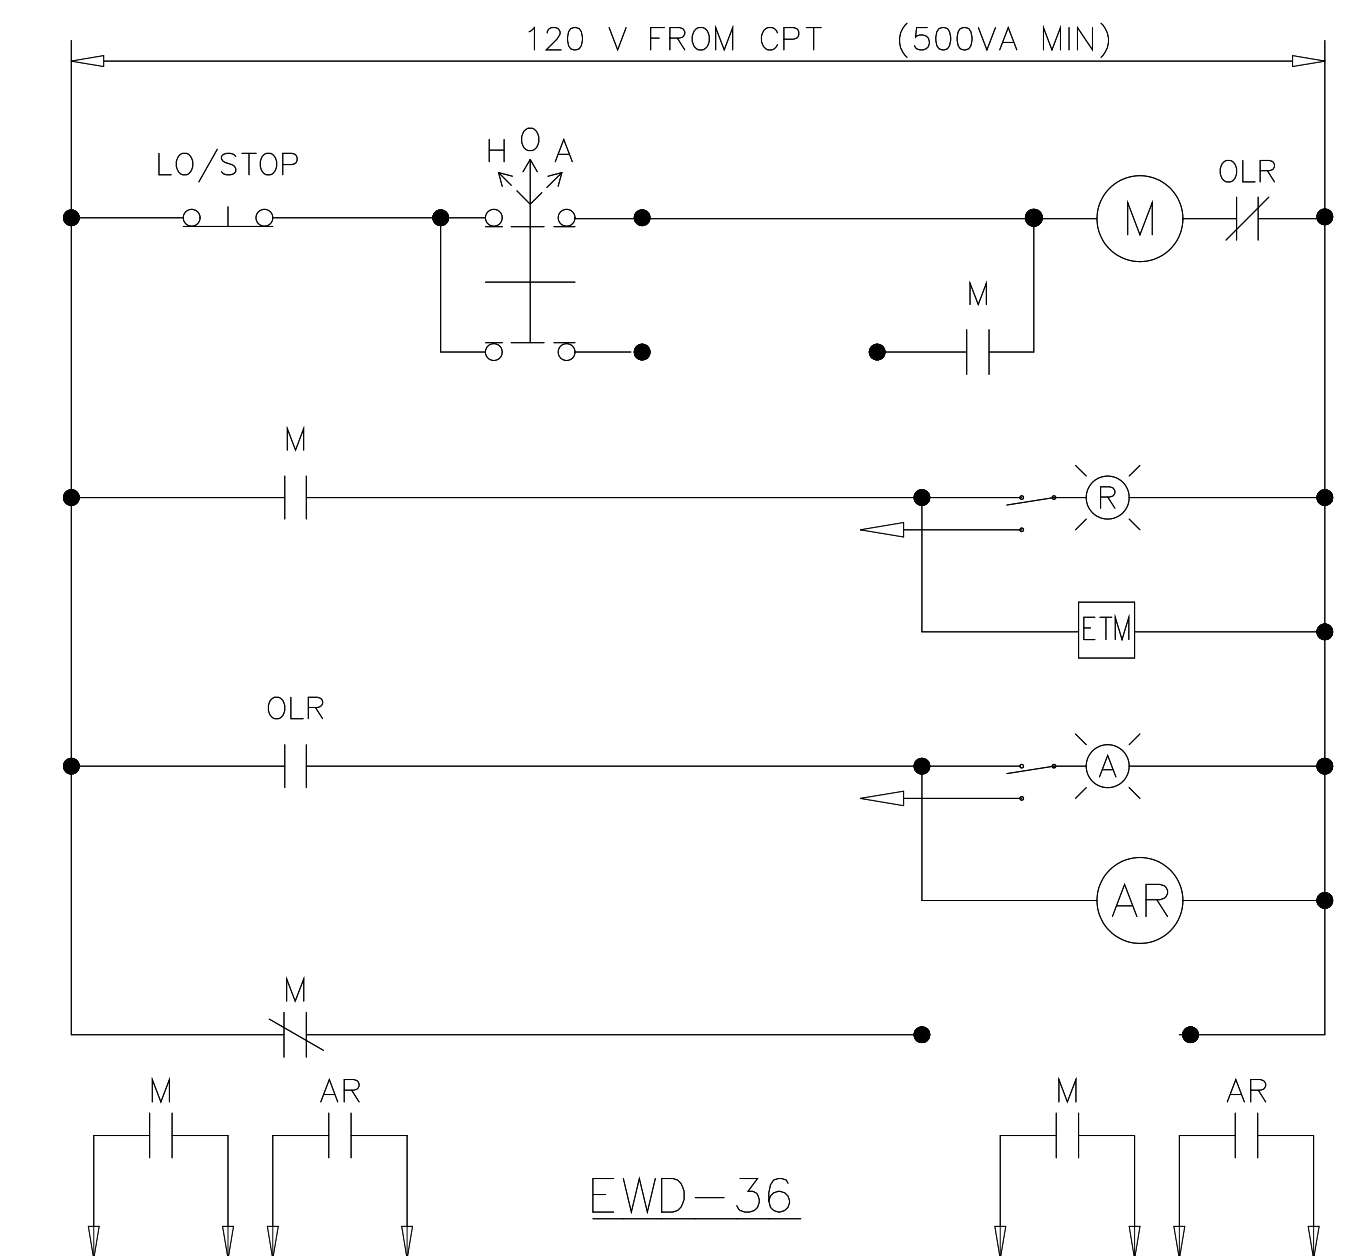 120 V FROM CPT (500VA MIN)
H O A
LO/STOP
OLR
M
M
M
R
ETM
OLR
A
AR
M
M AR M AR
EWD-36